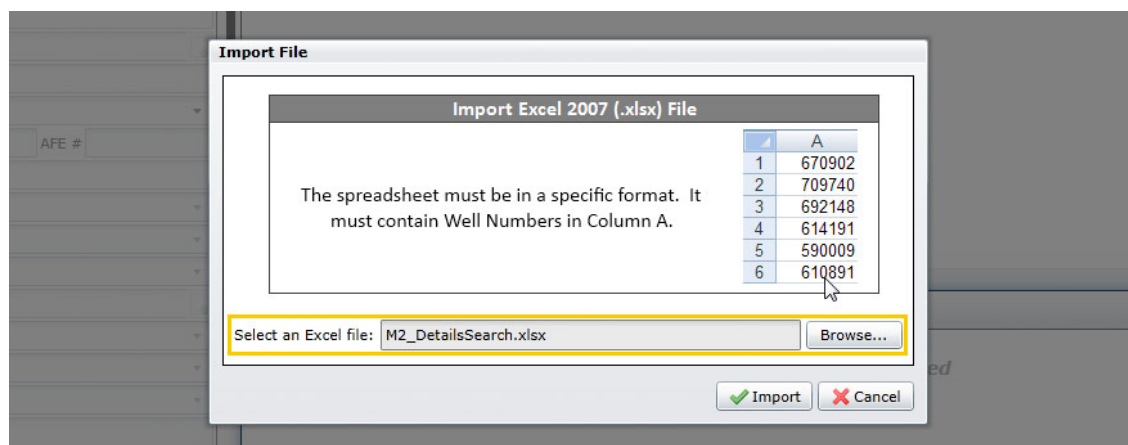 Import File
Import Excel 2007 (.xlsx) File
The spreadsheet must be in a specific format. It
must contain Well Numbers in Column A.
A
1 670902
2 709740
3 692148
4 614191
5 590009
6 610891
AFE #
Select an Excel file: M2_DetailsSearch.xlsx Browse...
ed
Import Cancel